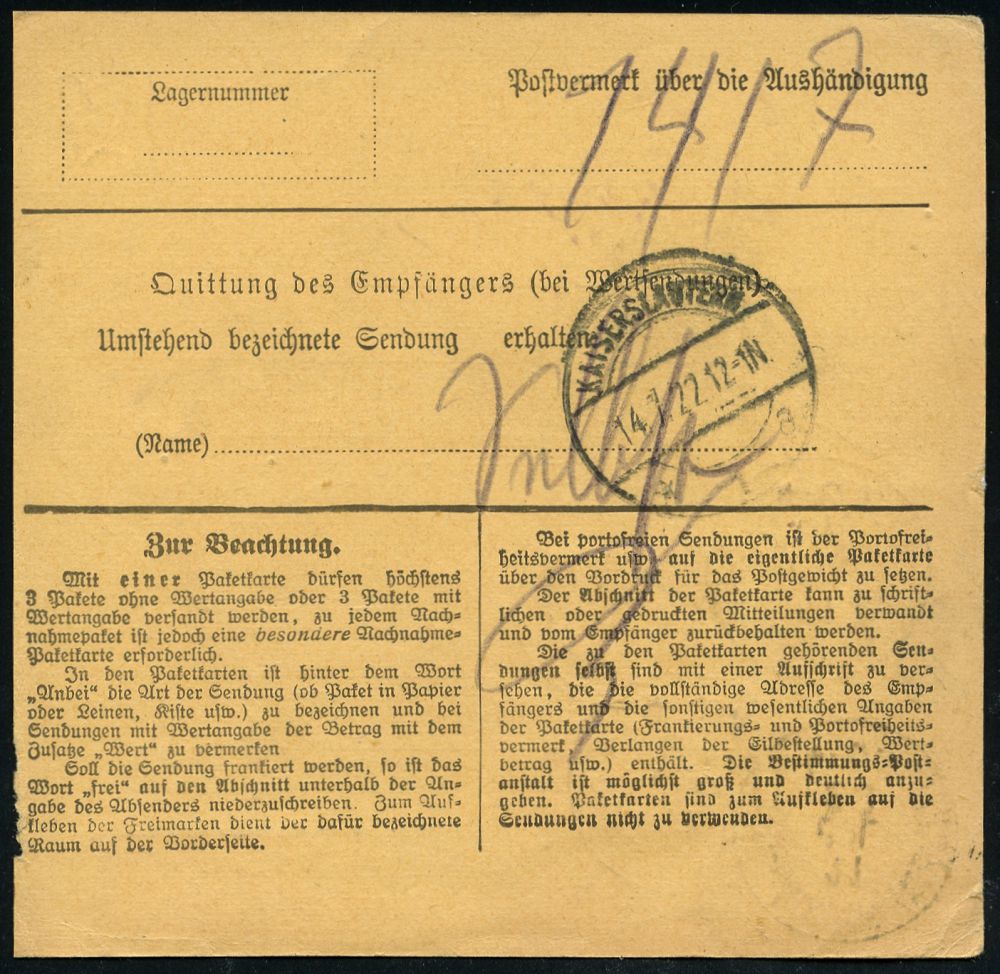 Lagernummer
Postvermerk über die Aushändigung
14/7
Quittung des Empfängers (bei Wertsendungen)
Umstehend bezeichnete Sendung erhalten
KAISERSLAUTERN
14.7.22.12-1N.
(Name)
Zur Beachtung.
Mit einer Paketkarte dürfen höchstens
3 Pakete ohne Wertangabe oder 3 Pakete mit
Wertangabe versandt werden, zu jedem Nach-
nahmepaket ist jedoch eine besondere Nachnahme-
Paketkarte erforderlich.
In den Paketkarten ist hinter dem Wort
„Anbei“ die Art der Sendung (ob Paket in Papier
oder Leinen, Kiste usw.) zu bezeichnen und bei
Sendungen mit Wertangabe der Betrag mit dem
Zusatze „Wert“ zu vermerken
Soll die Sendung frankiert werden, so ist das
Wort „frei“ auf den Abschnitt unterhalb der An-
gabe des Absenders niederzuschreiben. Zum Auf-
kleben der Freimarken dient der dafür bezeichnete
Raum auf der Vorderseite.
Bei portofreien Sendungen ist der Portofrei-
heitsvermerk usw. auf die eigentliche Paketkarte
über den Vordruck für das Postgewicht zu setzen.
Der Abschnitt der Paketkarte kann zu schrift-
lichen oder gedruckten Mitteilungen verwandt
und vom Empfänger zurückbehalten werden.
Die zu den Paketkarten gehörenden Sen-
dungen selbst sind mit einer Aufschrift zu ver-
sehen, die die vollständige Adresse des Emp-
fängers und die sonstigen wesentlichen Angaben
der Paketkarte (Frankierungs- und Portofreiheits-
vermerk, Verlangen der Eilbestellung, Wert-
betrag usw.) enthält. Die Bestimmungs-Post-
anstalt ist möglichst groß und deutlich anzu-
geben. Paketkarten sind zum Aufkleben auf die
Sendungen nicht zu verwenden.